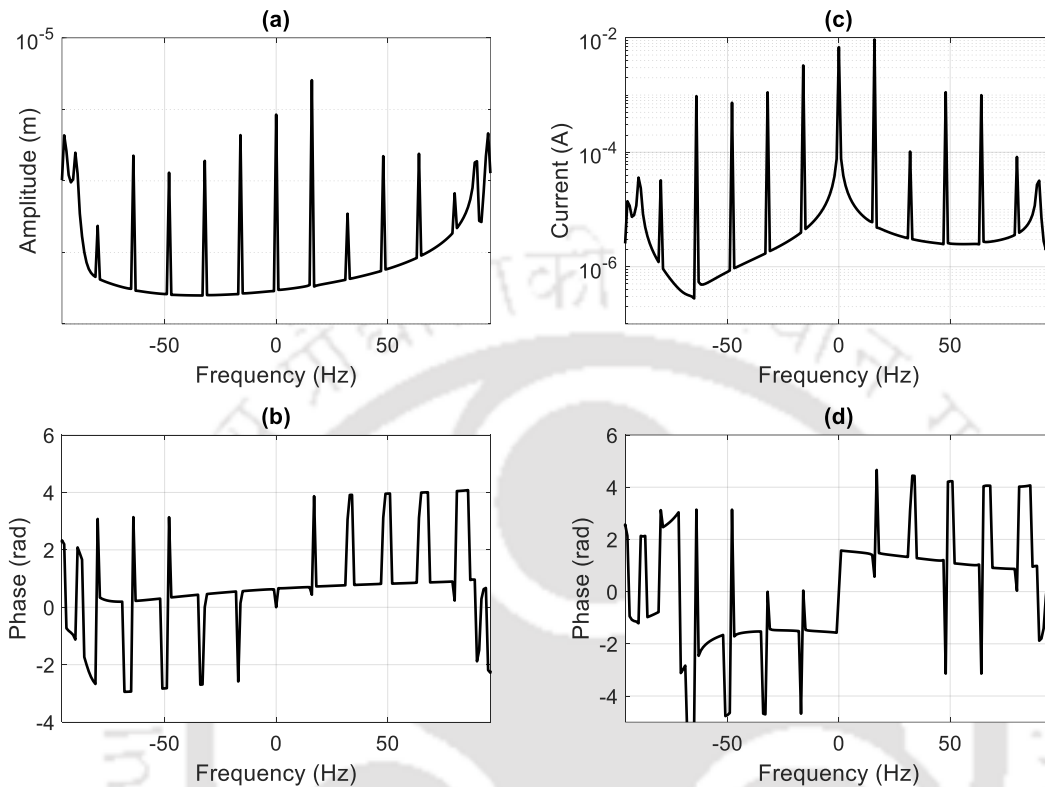 (a)
10^-5
Amplitude (m)
-50 0 50
Frequency (Hz)
(c)
10^-2
10^-4
10^-6
Current (A)
-50 0 50
Frequency (Hz)
(b)
6
4
2
0
-2
-4
Phase (rad)
-50 0 50
Frequency (Hz)
(d)
6
4
2
0
-2
-4
Phase (rad)
-50 0 50
Frequency (Hz)